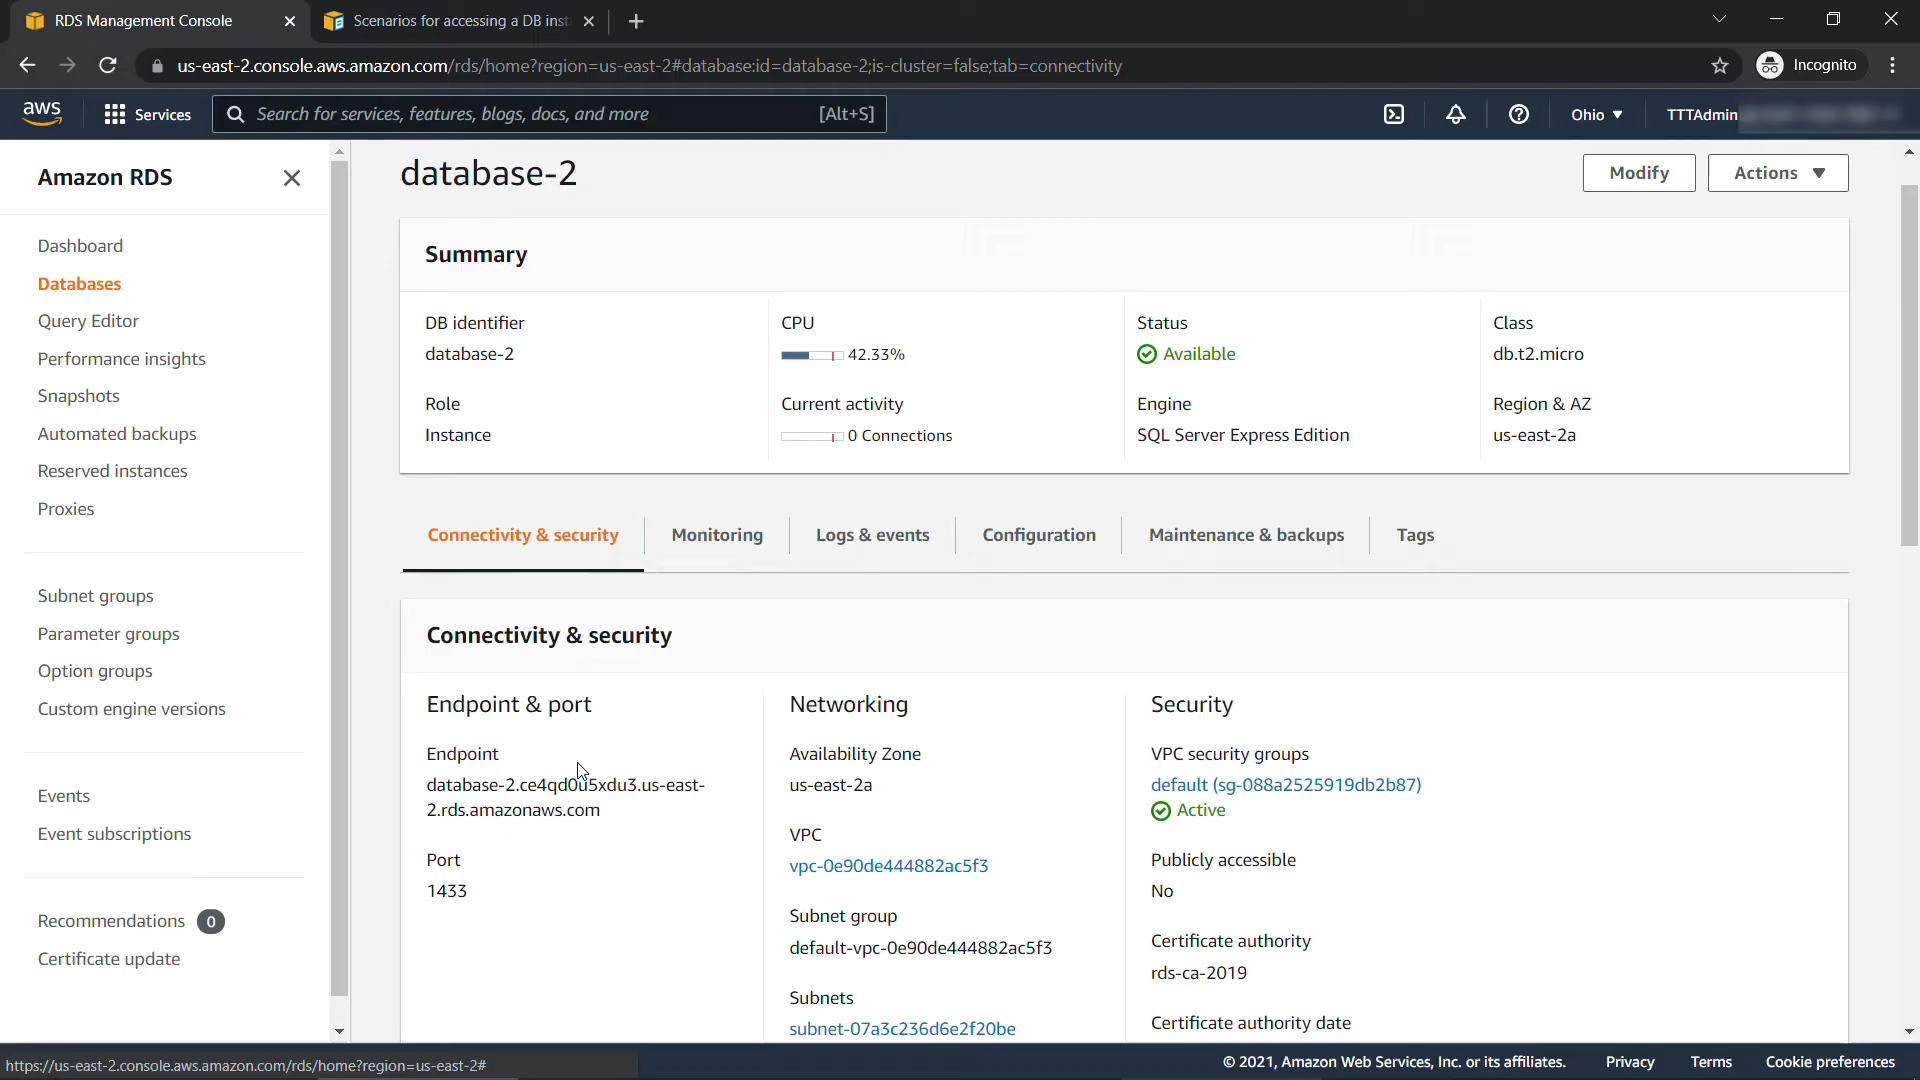 RDS Management Console
Scenarios for accessing a DB inst
us-east-2.console.aws.amazon.com/rds/home?region=us-east-2#database:id=database-2;is-cluster=false;tab=connectivity
Incognito
aws
Services
Search for services, features, blogs, docs, and more
[Alt+S]
Ohio
TTTAdmin
Amazon RDS
Dashboard
Databases
Query Editor
Performance insights
Snapshots
Automated backups
Reserved instances
Proxies
Subnet groups
Parameter groups
Option groups
Custom engine versions
Events
Event subscriptions
Recommendations 0
Certificate update
database-2
Modify
Actions
Summary
DB identifier
database-2
CPU
42.33%
Status
Available
Class
db.t2.micro
Role
Instance
Current activity
0 Connections
Engine
SQL Server Express Edition
Region & AZ
us-east-2a
Connectivity & security
Monitoring
Logs & events
Configuration
Maintenance & backups
Tags
Connectivity & security
Endpoint & port
Endpoint
database-2.ce4qd0u5xdu3.us-east-
2.rds.amazonaws.com
Port
1433
Networking
Availability Zone
us-east-2a
VPC
vpc-0e90de444882ac5f3
Subnet group
default-vpc-0e90de444882ac5f3
Subnets
subnet-07a3c236d6e2f20be
Security
VPC security groups
default (sg-088a2525919db2b87)
Active
Publicly accessible
No
Certificate authority
rds-ca-2019
Certificate authority date
https://us-east-2.console.aws.amazon.com/rds/home?region=us-east-2#
© 2021, Amazon Web Services, Inc. or its affiliates.
Privacy
Terms
Cookie preferences